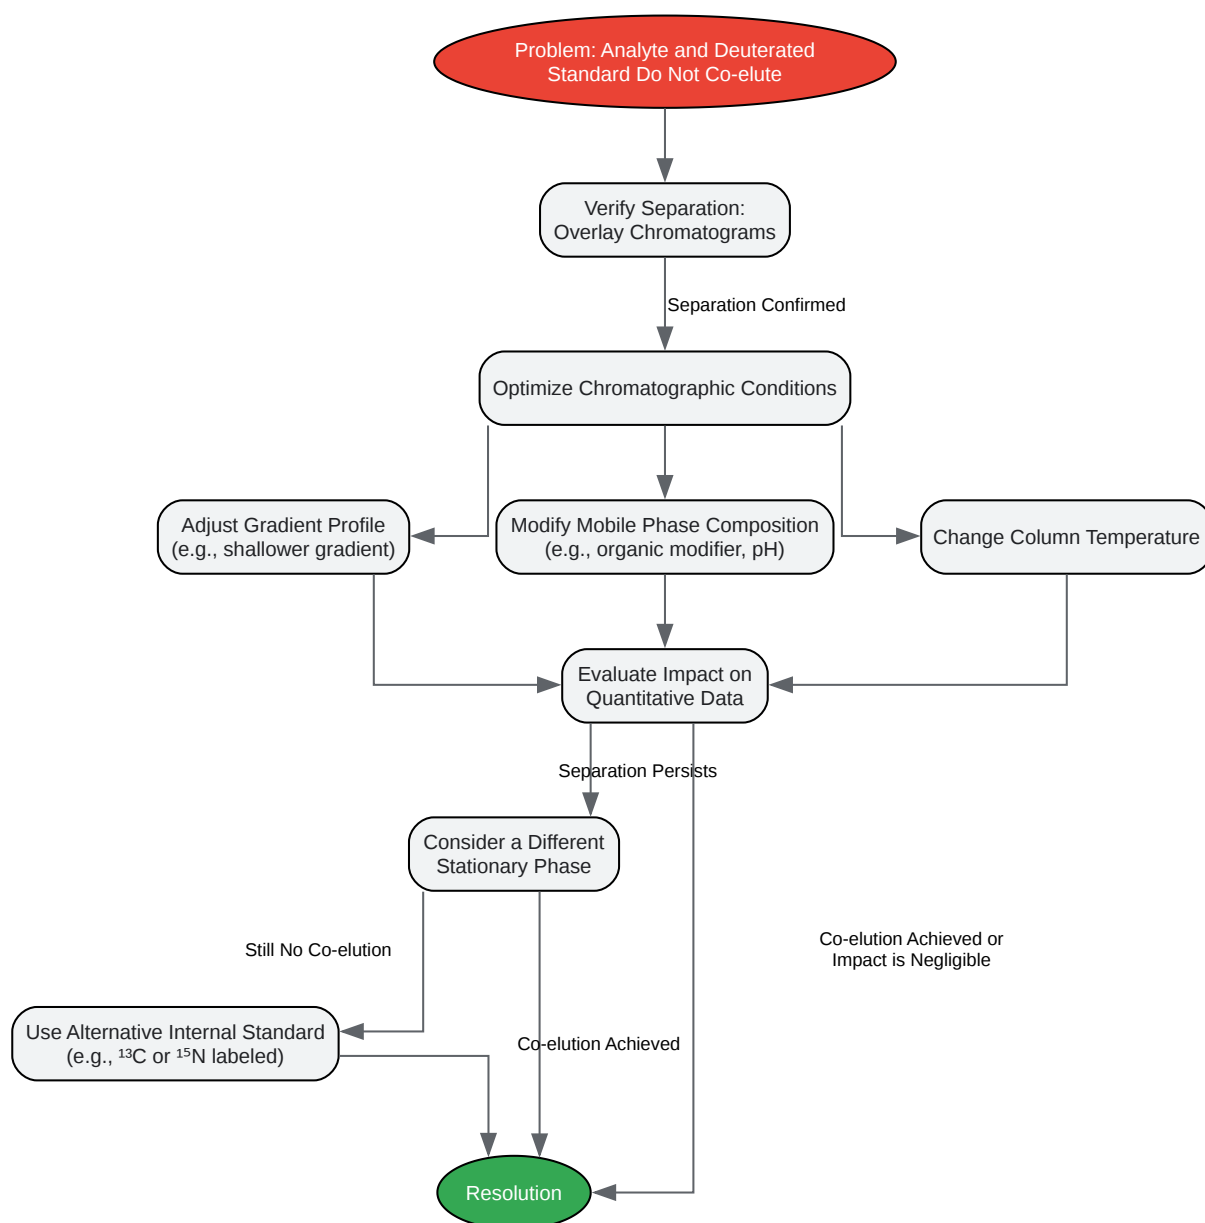 Problem: Analyte and Deuterated
Standard Do Not Co-elute
Verify Separation:
Overlay Chromatograms
Separation Confirmed
Optimize Chromatographic Conditions
Adjust Gradient Profile
(e.g., shallower gradient)
Modify Mobile Phase Composition
(e.g., organic modifier, pH)
Change Column Temperature
Evaluate Impact on
Quantitative Data
Separation Persists
Consider a Different
Stationary Phase
Still No Co-elution
Co-elution Achieved or
Impact is Negligible
Use Alternative Internal Standard
(e.g., ¹³C or ¹⁵N labeled)
Co-elution Achieved
Resolution